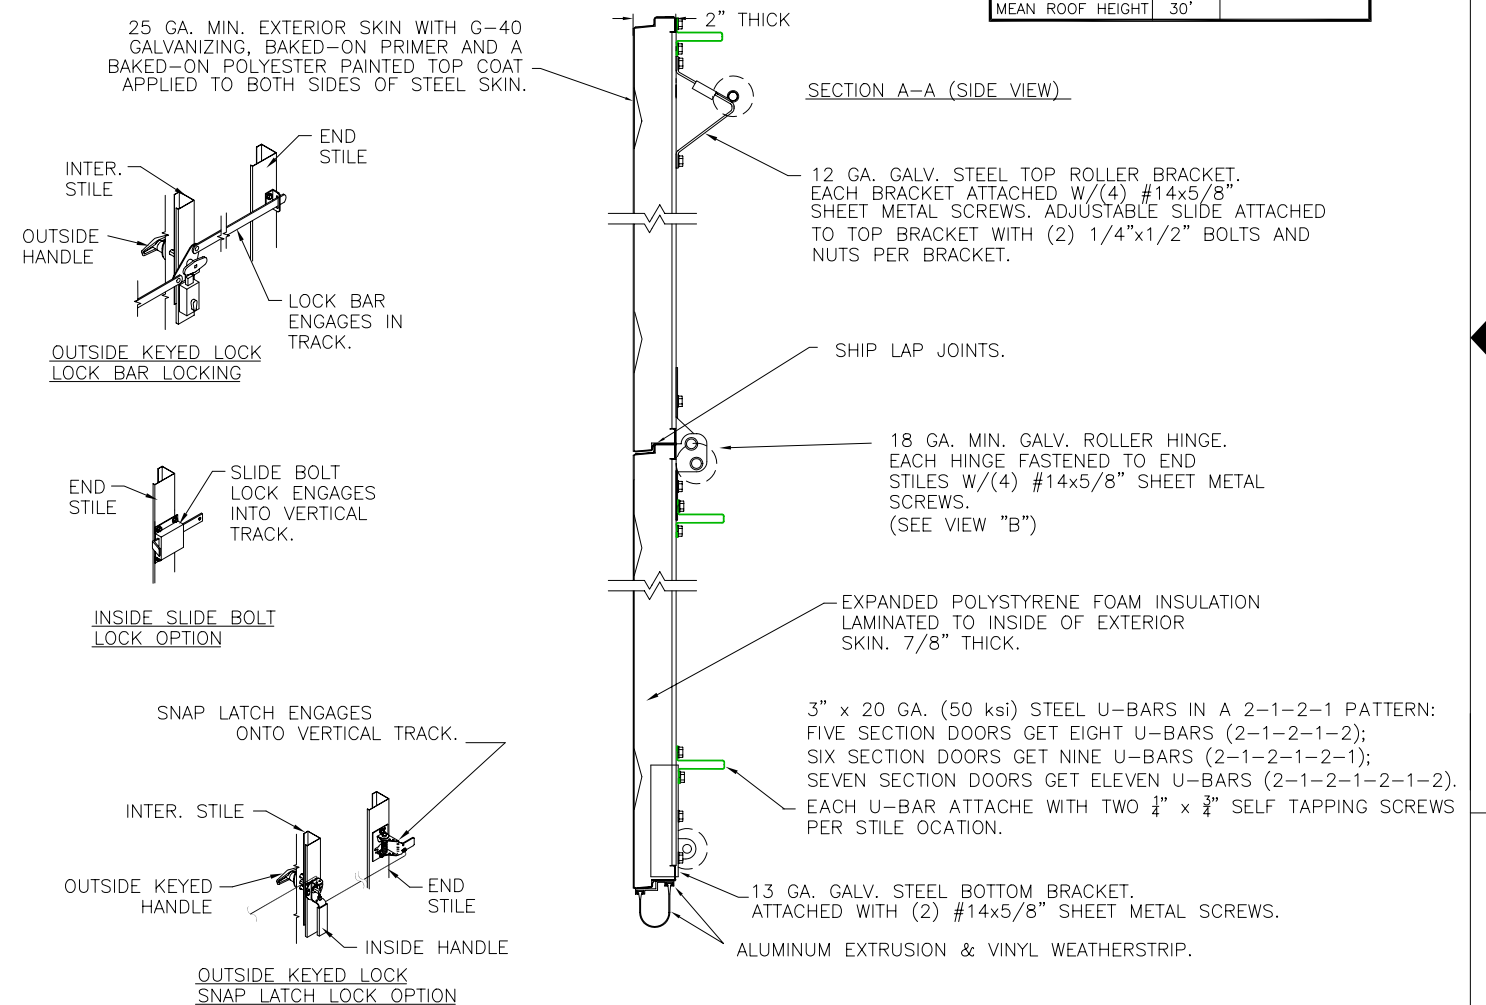 MEAN ROOF HEIGHT 30'
25 GA. MIN. EXTERIOR SKIN WITH G-40
GALVANIZING, BAKED-ON PRIMER AND A
BAKED-ON POLYESTER PAINTED TOP COAT
APPLIED TO BOTH SIDES OF STEEL SKIN.
2" THICK
SECTION A-A (SIDE VIEW)
END
STILE
INTER.
STILE
OUTSIDE
HANDLE
LOCK BAR
ENGAGES IN
TRACK.
OUTSIDE KEYED LOCK
LOCK BAR LOCKING
12 GA. GALV. STEEL TOP ROLLER BRACKET.
EACH BRACKET ATTACHED W/(4) #14x5/8"
SHEET METAL SCREWS. ADJUSTABLE SLIDE ATTACHED
TO TOP BRACKET WITH (2) 1/4"x1/2" BOLTS AND
NUTS PER BRACKET.
SHIP LAP JOINTS.
18 GA. MIN. GALV. ROLLER HINGE.
EACH HINGE FASTENED TO END
STILES W/(4) #14x5/8" SHEET METAL
SCREWS.
(SEE VIEW "B")
END
STILE
SLIDE BOLT
LOCK ENGAGES
INTO VERTICAL
TRACK.
INSIDE SLIDE BOLT
LOCK OPTION
EXPANDED POLYSTYRENE FOAM INSULATION
LAMINATED TO INSIDE OF EXTERIOR
SKIN. 7/8" THICK.
SNAP LATCH ENGAGES
ONTO VERTICAL TRACK.
3" x 20 GA. (50 ksi) STEEL U-BARS IN A 2-1-2-1 PATTERN:
FIVE SECTION DOORS GET EIGHT U-BARS (2-1-2-1-2);
SIX SECTION DOORS GET NINE U-BARS (2-1-2-1-2-1);
SEVEN SECTION DOORS GET ELEVEN U-BARS (2-1-2-1-2-1-2).
EACH U-BAR ATTACHE WITH TWO 1/4" x 3/4" SELF TAPPING SCREWS
PER STILE OCATION.
INTER. STILE
OUTSIDE KEYED
HANDLE
END
STILE
INSIDE HANDLE
OUTSIDE KEYED LOCK
SNAP LATCH LOCK OPTION
13 GA. GALV. STEEL BOTTOM BRACKET.
ATTACHED WITH (2) #14x5/8" SHEET METAL SCREWS.
ALUMINUM EXTRUSION & VINYL WEATHERSTRIP.